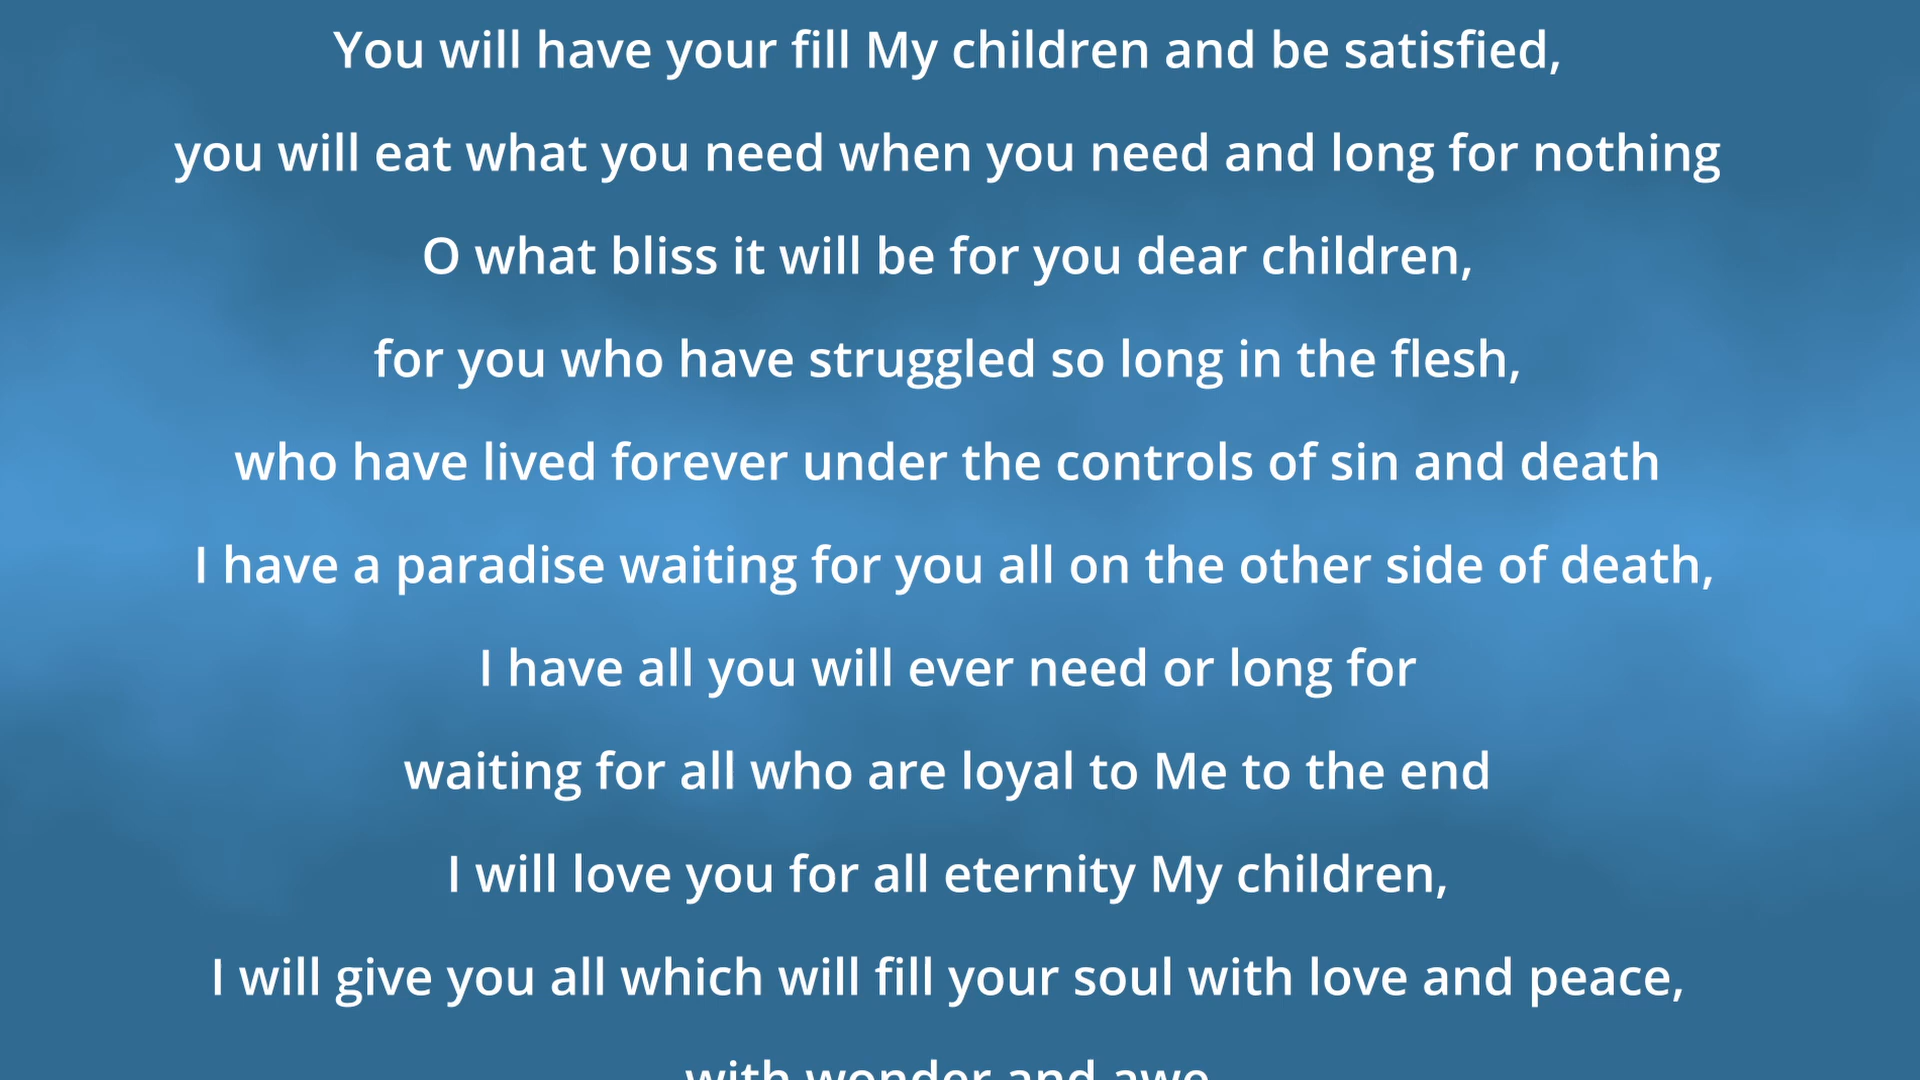 You will have your fill My children and be satisfied,
you will eat what you need when you need and long for nothing
O what bliss it will be for you dear children,
for you who have struggled so long in the flesh,
who have lived forever under the controls of sin and death
I have a paradise waiting for you all on the other side of death,
I have all you will ever need or long for
waiting for all who are loyal to Me to the end
I will love you for all eternity My children,
I will give you all which will fill your soul with love and peace,
with wonder and awe